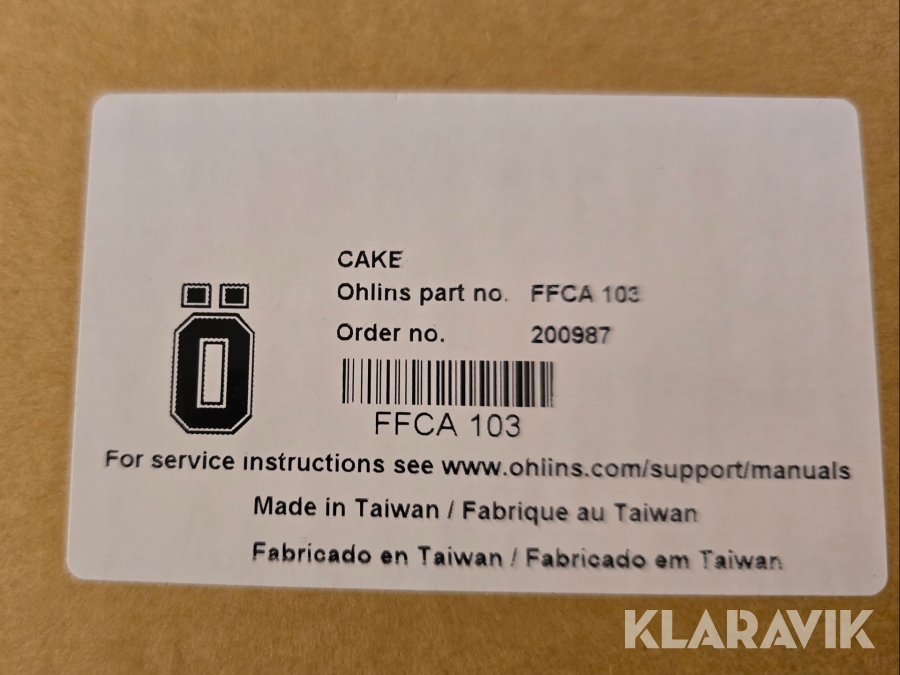 CAKE
Ohlins part no. FFCA 103
Order no. 200987
FFCA 103
Ö
For service instructions see www.ohlins.com/support/manuals
Made in Taiwan / Fabrique au Taiwan
Fabricado en Taiwan / Fabricado em Taiwan
KLARAVIK